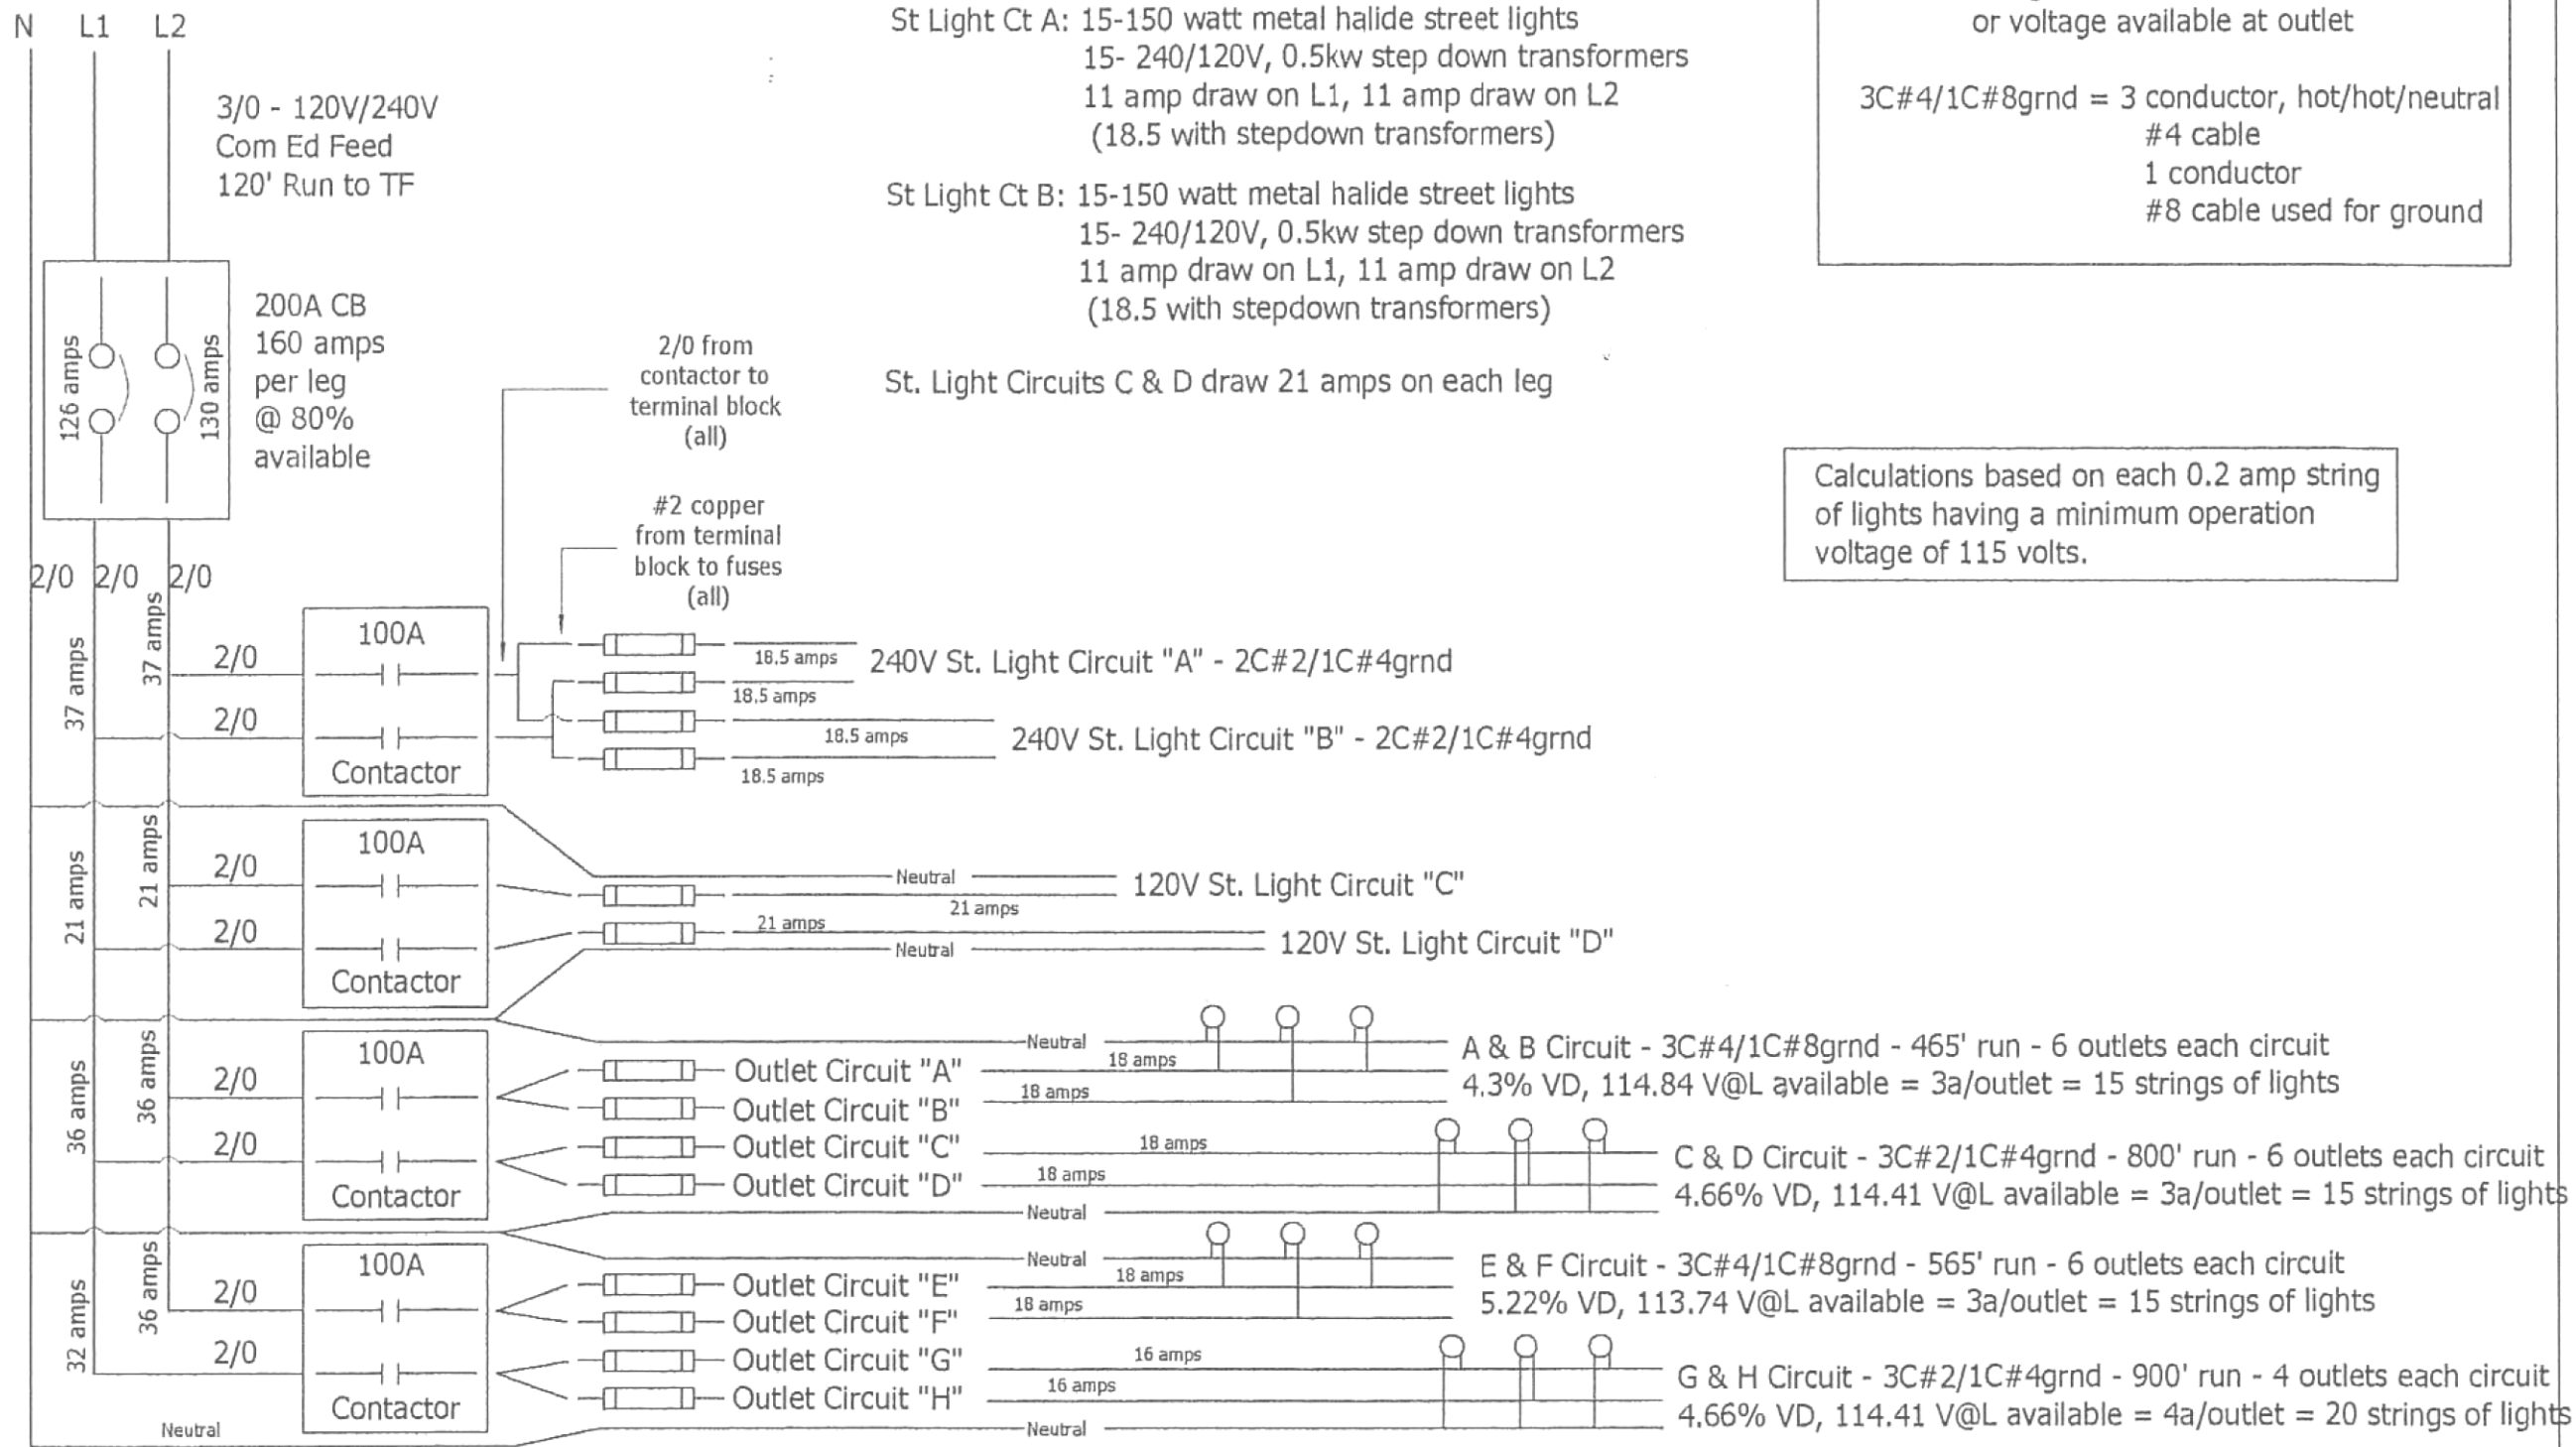 N L1 L2
3/0 - 120V/240V
Com Ed Feed
120' Run to TF
St Light Ct A: 15-150 watt metal halide street lights
15- 240/120V, 0.5kw step down transformers
11 amp draw on L1, 11 amp draw on L2
(18.5 with stepdown transformers)
St Light Ct B: 15-150 watt metal halide street lights
15- 240/120V, 0.5kw step down transformers
11 amp draw on L1, 11 amp draw on L2
(18.5 with stepdown transformers)
St. Light Circuits C & D draw 21 amps on each leg
or voltage available at outlet
3C#4/1C#8grnd = 3 conductor, hot/hot/neutral
#4 cable
1 conductor
#8 cable used for ground
Calculations based on each 0.2 amp string
of lights having a minimum operation
voltage of 115 volts.
126 amps
130 amps
200A CB
160 amps
per leg
@ 80%
available
2/0 from
contactor to
terminal block
(all)
#2 copper
from terminal
block to fuses
(all)
2/0 2/0 2/0
37 amps
37 amps
2/0
2/0
100A
Contactor
18.5 amps
18.5 amps
240V St. Light Circuit "A" - 2C#2/1C#4grnd
18.5 amps
18.5 amps
240V St. Light Circuit "B" - 2C#2/1C#4grnd
21 amps
21 amps
2/0
2/0
100A
Contactor
Neutral
21 amps
120V St. Light Circuit "C"
21 amps
Neutral
120V St. Light Circuit "D"
36 amps
36 amps
2/0
2/0
100A
Contactor
Neutral
Outlet Circuit "A"
18 amps
Outlet Circuit "B"
18 amps
A & B Circuit - 3C#4/1C#8grnd - 465' run - 6 outlets each circuit
4.3% VD, 114.84 V@L available = 3a/outlet = 15 strings of lights
Outlet Circuit "C"
18 amps
Outlet Circuit "D"
18 amps
Neutral
C & D Circuit - 3C#2/1C#4grnd - 800' run - 6 outlets each circuit
4.66% VD, 114.41 V@L available = 3a/outlet = 15 strings of lights
32 amps
36 amps
2/0
2/0
100A
Contactor
Neutral
Outlet Circuit "E"
18 amps
Outlet Circuit "F"
18 amps
E & F Circuit - 3C#4/1C#8grnd - 565' run - 6 outlets each circuit
5.22% VD, 113.74 V@L available = 3a/outlet = 15 strings of lights
Outlet Circuit "G"
16 amps
Outlet Circuit "H"
16 amps
Neutral
Neutral
G & H Circuit - 3C#2/1C#4grnd - 900' run - 4 outlets each circuit
4.66% VD, 114.41 V@L available = 4a/outlet = 20 strings of lights